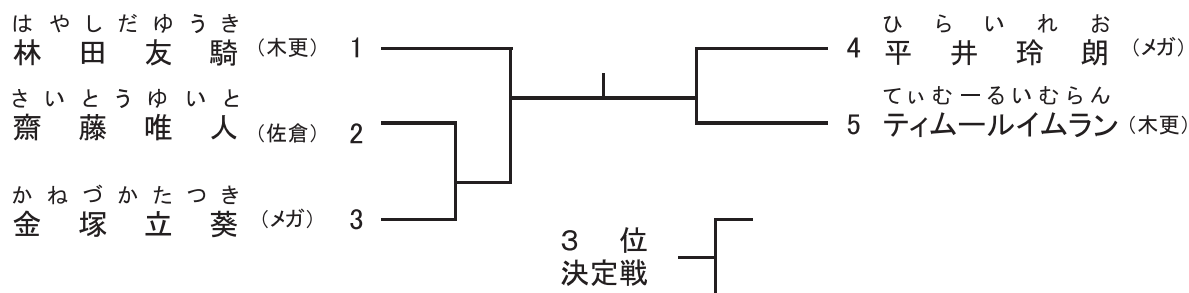 はやしだゆうき
林田友騎 （木更） 1
さいとうゆいと
齋藤唯人 （佐倉） 2
かねづかたつき
金塚立葵 （メガ） 3
ひらいれお
4 平井玲朗 （メガ）
てぃむーるいむらん
5 ティムールイムラン （木更）
3位
決定戦